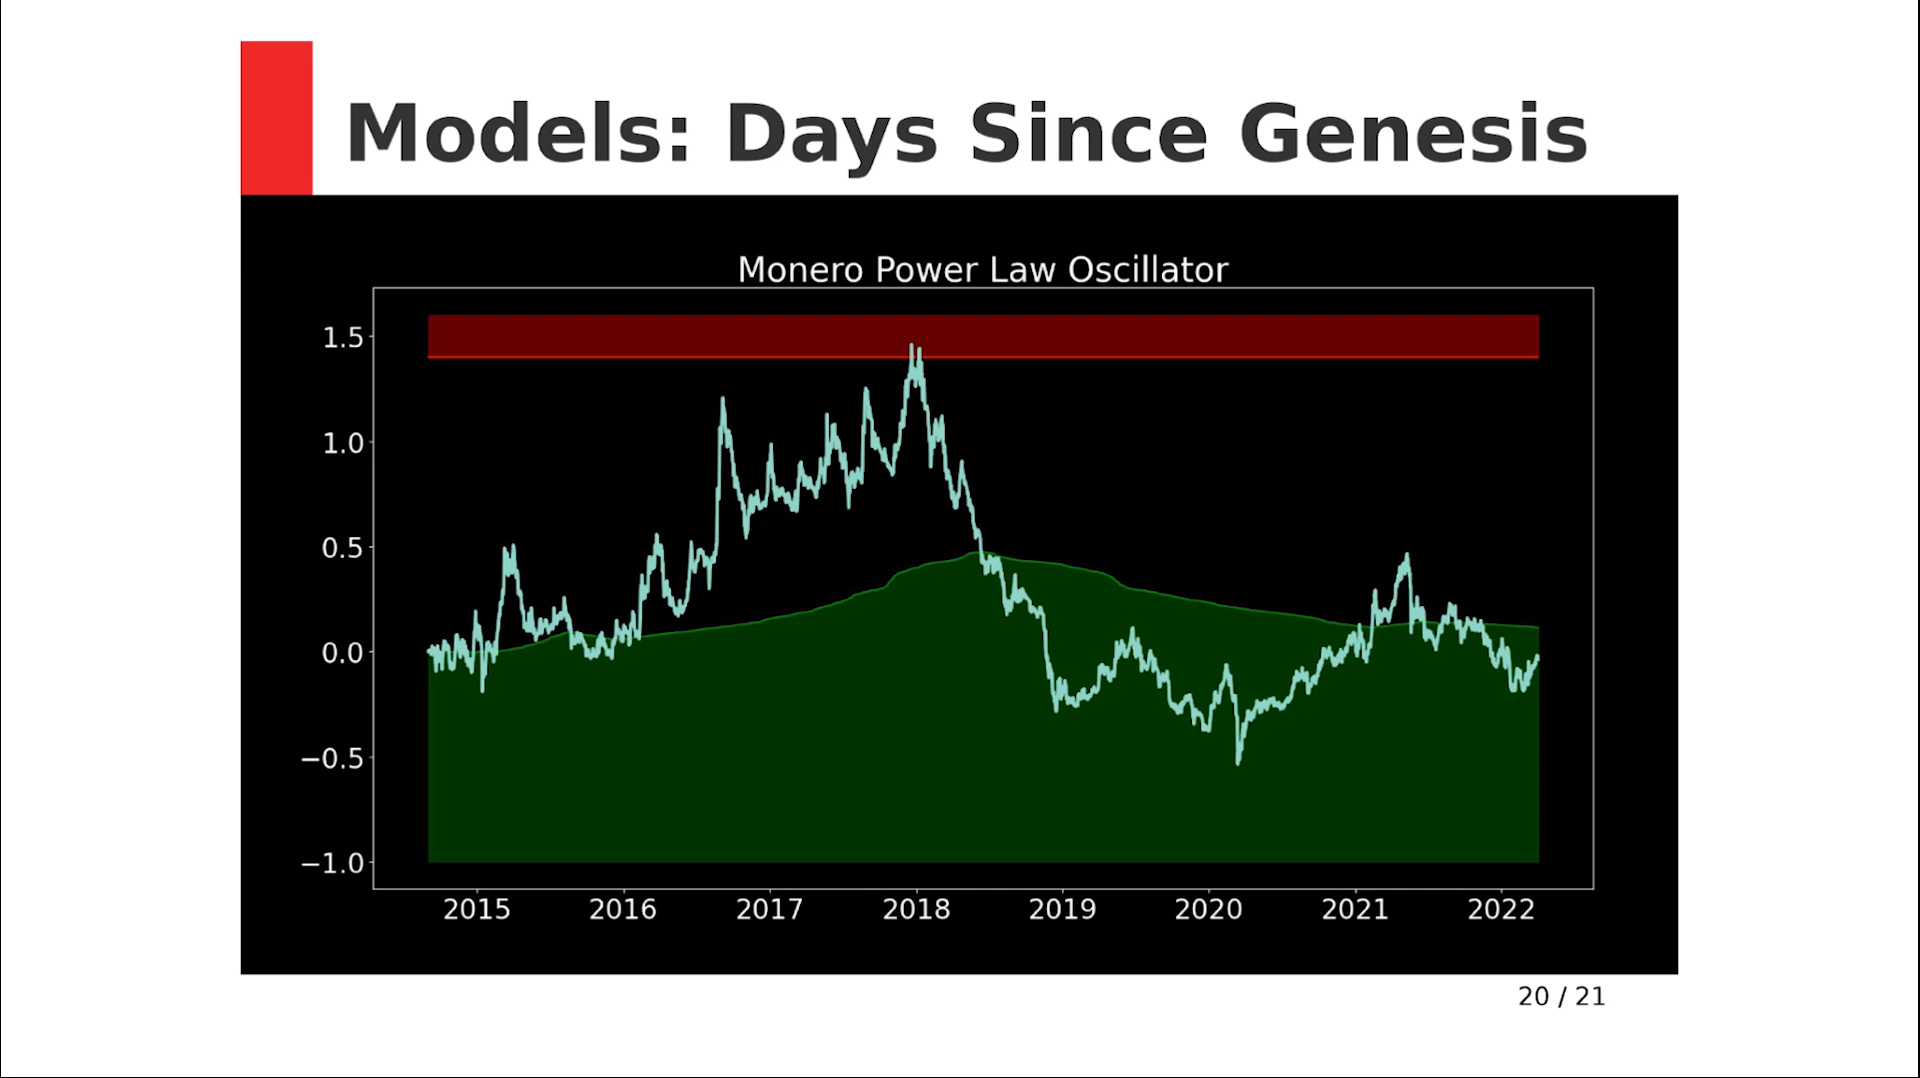 Models: Days Since Genesis
Monero Power Law Oscillator
1.5
1.0
0.5
0.0
−0.5
−1.0
2015 2016 2017 2018 2019 2020 2021 2022
20 / 21